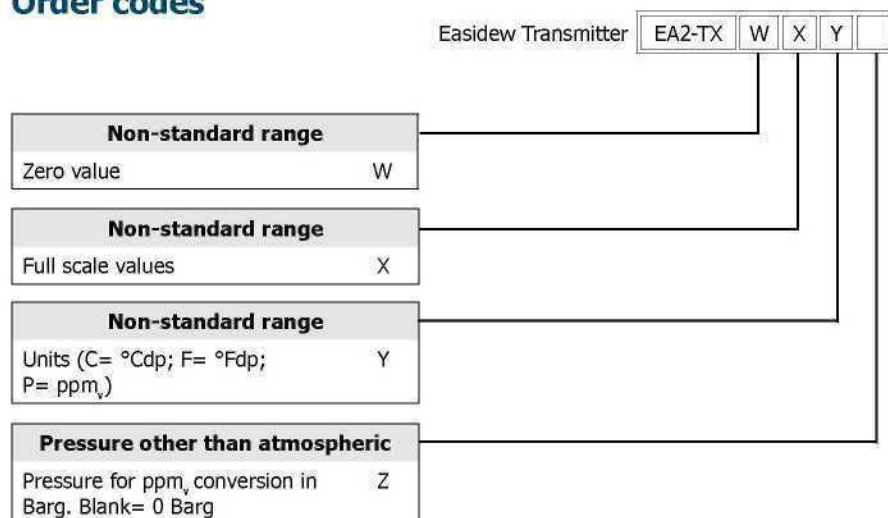 Order codes
Easidew Transmitter EA2-TX W X Y
Non-standard range
Zero value W
Non-standard range
Full scale values X
Non-standard range
Units (C= °Cdp; F= °Fdp; Y
P= ppmv)
Pressure other than atmospheric
Pressure for ppmv conversion in Z
Barg. Blank= 0 Barg